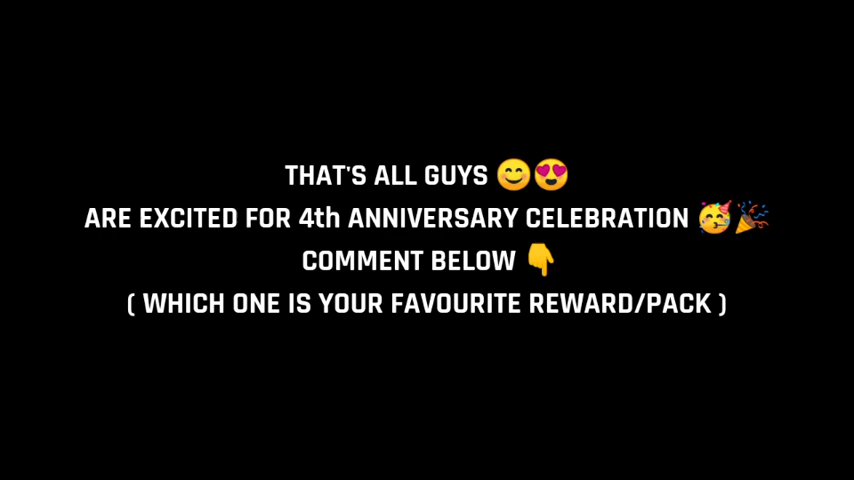 THAT'S ALL GUYS 😊😍
ARE EXCITED FOR 4th ANNIVERSARY CELEBRATION 🥳🎉
COMMENT BELOW 👇
( WHICH ONE IS YOUR FAVOURITE REWARD/PACK )